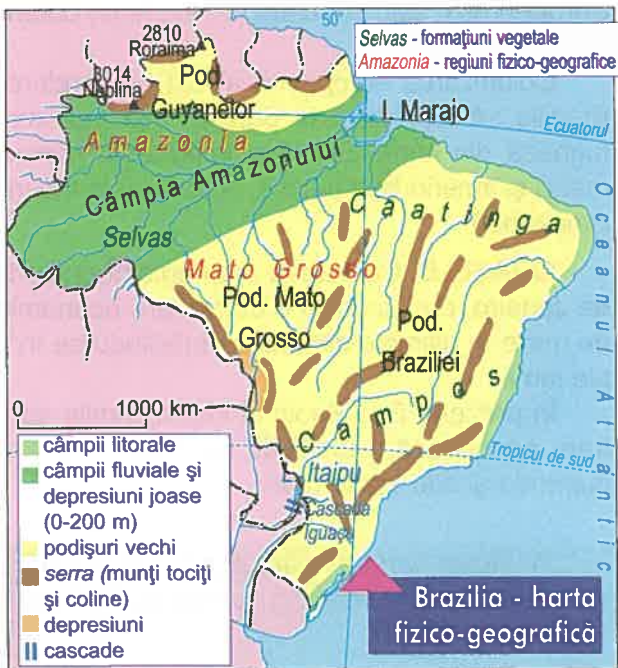 50°
Selvas - formațiuni vegetale
Amazonia - regiuni fizico-geografice
2810
Roraima
3014
Neblina
Pod.
Guyanelor
I. Marajo
Ecuatorul
Amazonia
Câmpia Amazonului
Selvas
Caatinga
Mato Grosso
Pod. Mato
Grosso
Pod.
Braziliei
Campos
Oceanul Atlantic
0 1000 km
Tropicul de sud
Itaipu
Cascada
Iguaçu
câmpii litorale
câmpii fluviale și
depresiuni joase
(0-200 m)
podișuri vechi
serra (munți tociți
și coline)
depresiuni
cascade
Brazilia - harta
fizico-geografică